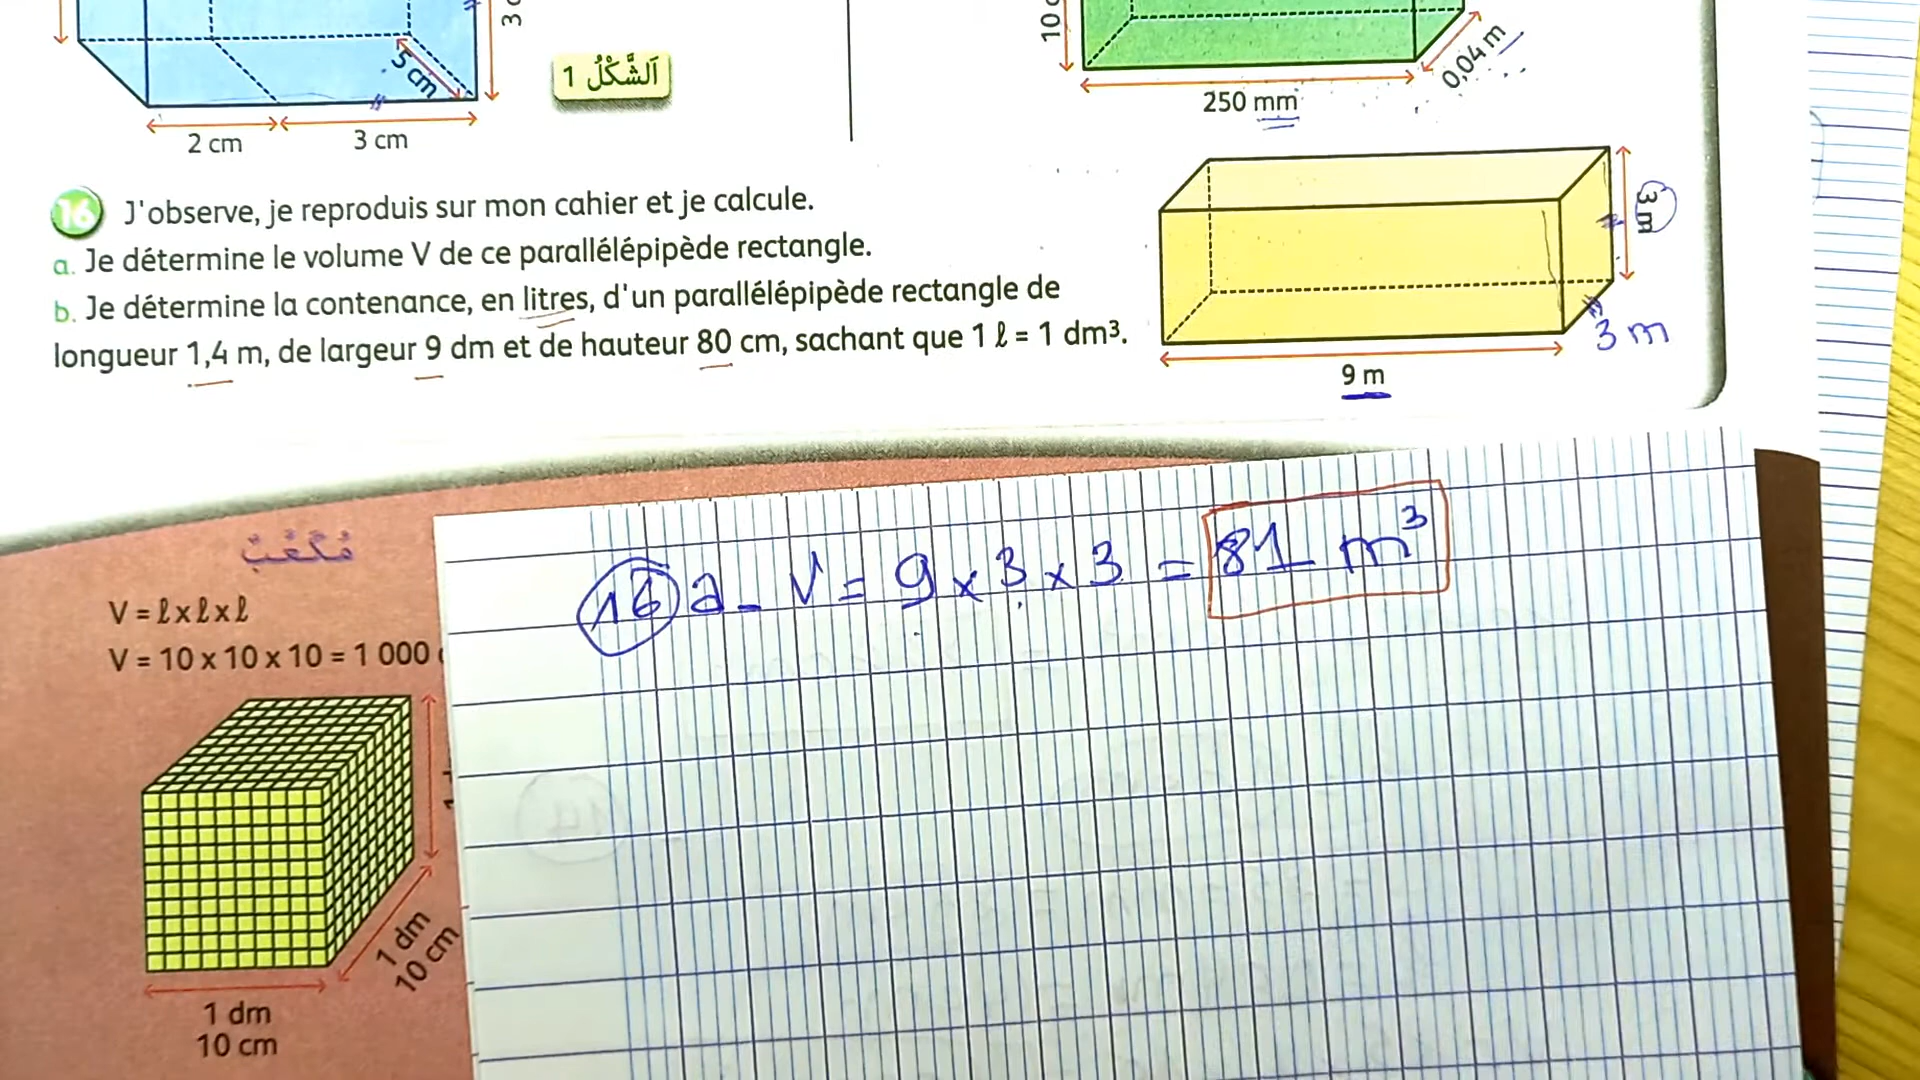 5 cm
3
2 cm
3 cm
اَلشَّكْلُ 1
10
250 mm
0,04 m
16 J'observe, je reproduis sur mon cahier et je calcule.
a. Je détermine le volume V de ce parallélépipède rectangle.
b. Je détermine la contenance, en litres, d'un parallélépipède rectangle de
longueur 1,4 m, de largeur 9 dm et de hauteur 80 cm, sachant que 1 ℓ = 1 dm³.
3 m
3 m
9 m
مُكَعَّبٌ
V = ℓ x ℓ x ℓ
V = 10 x 10 x 10 = 1 000
1 dm
10 cm
1 dm
10 cm
16 a - V = 9 x 3 x 3 = 81 m³